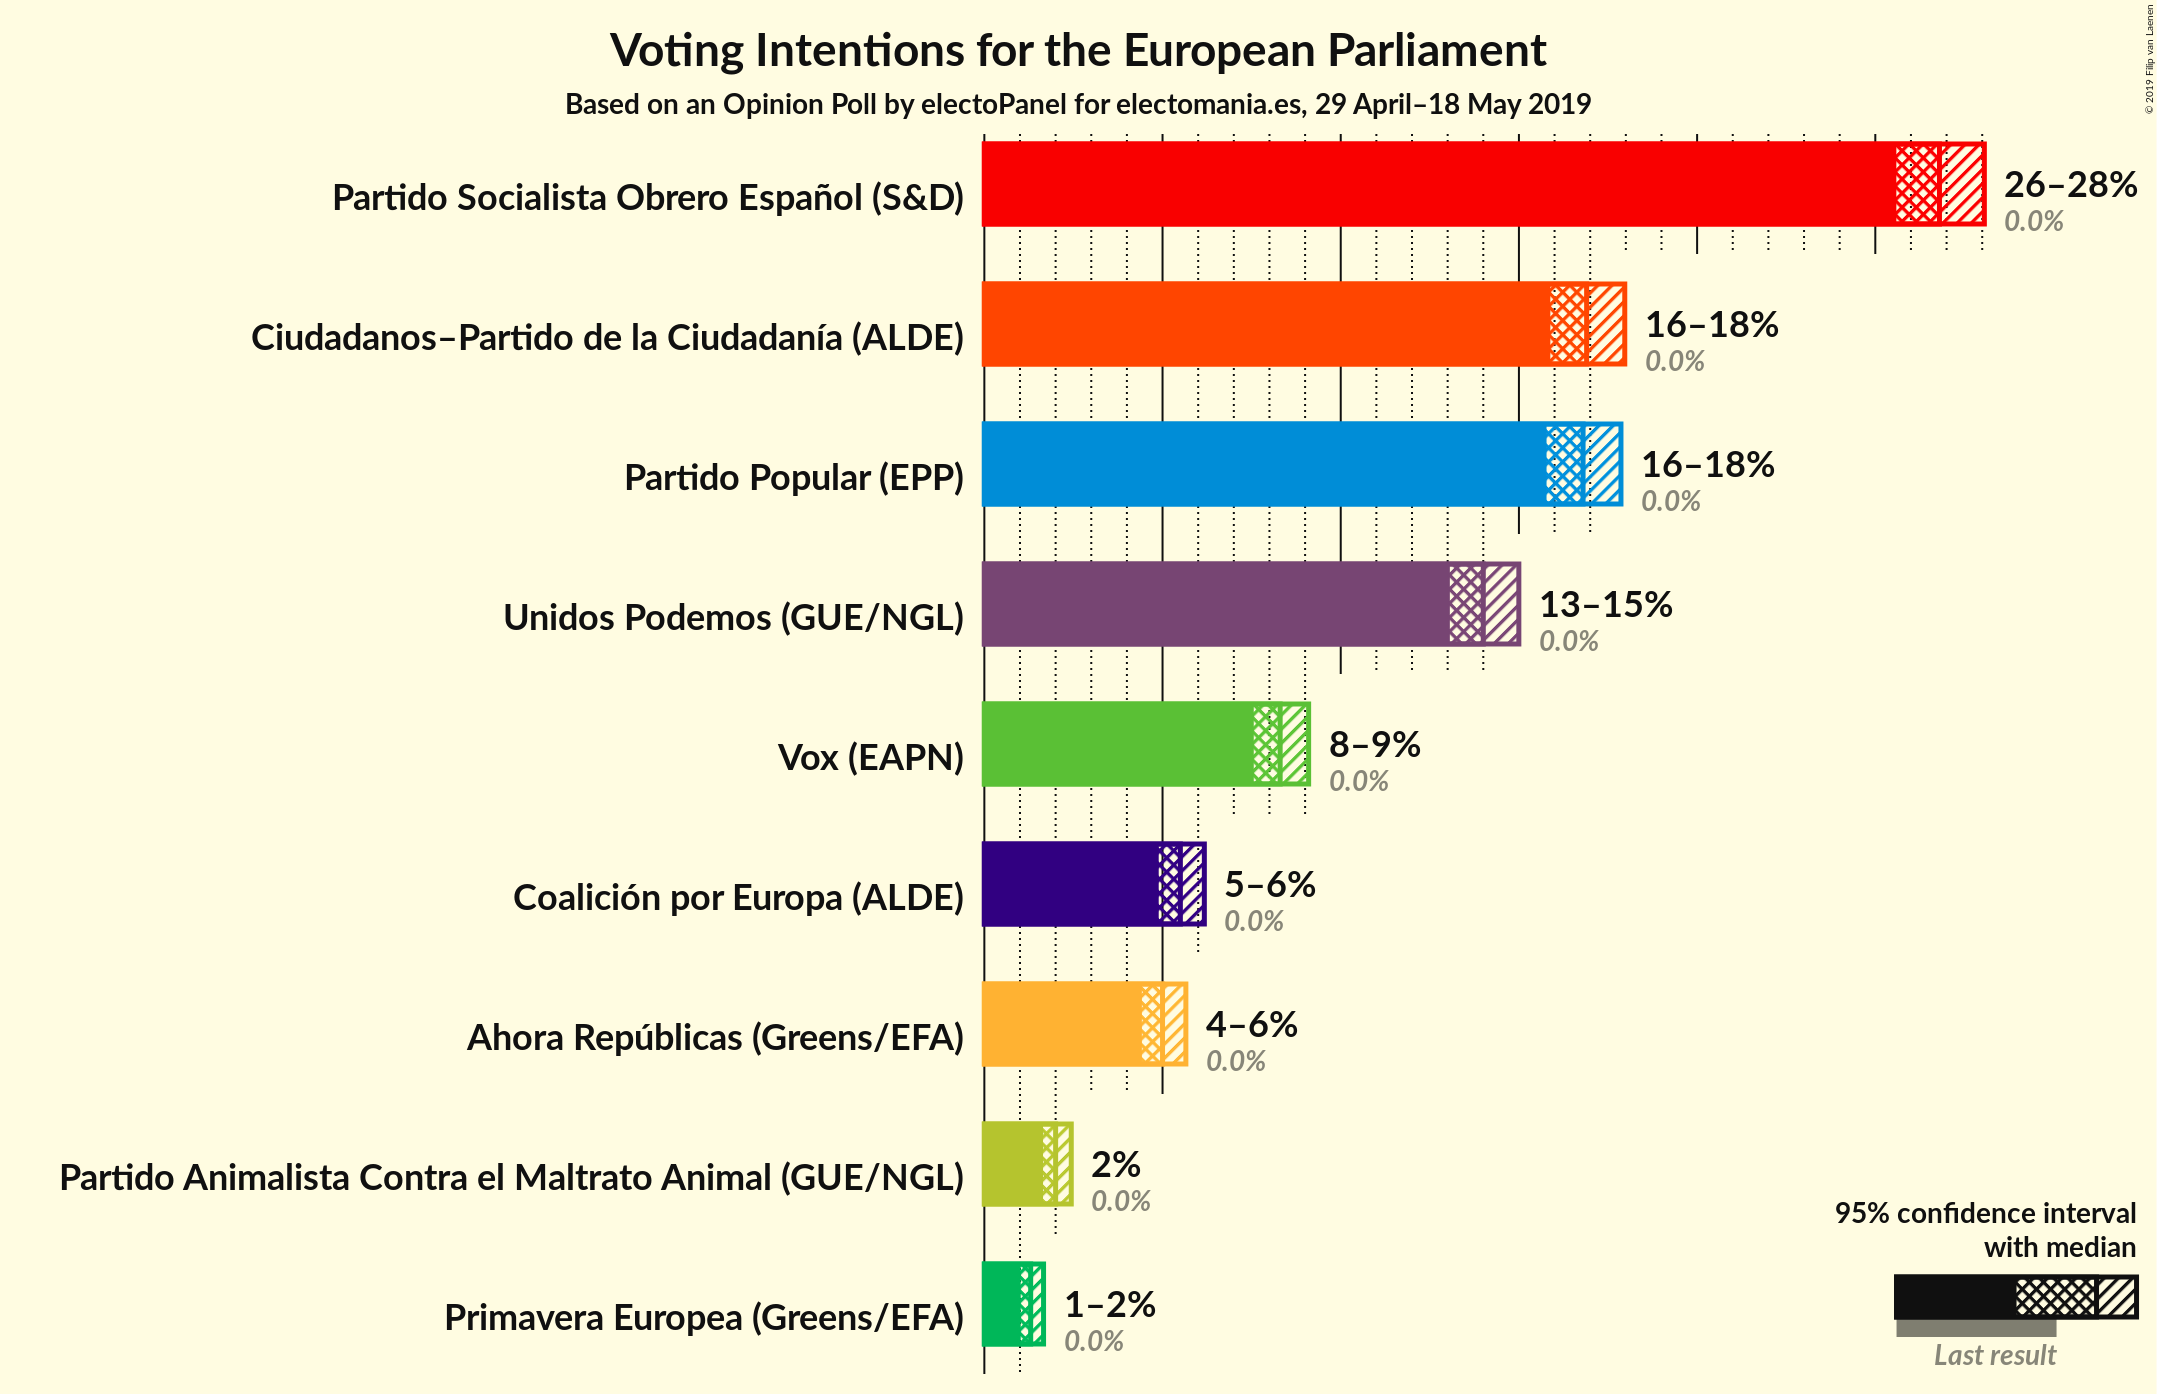 Voting Intentions for the European Parliament
Based on an Opinion Poll by electoPanel for electomania.es, 29 April–18 May 2019
© 2019 Filip van Laenen
Partido Socialista Obrero Español (S&D)
26–28%
0.0%
Ciudadanos–Partido de la Ciudadanía (ALDE)
16–18%
0.0%
Partido Popular (EPP)
16–18%
0.0%
Unidos Podemos (GUE/NGL)
13–15%
0.0%
Vox (EAPN)
8–9%
0.0%
Coalición por Europa (ALDE)
5–6%
0.0%
Ahora Repúblicas (Greens/EFA)
4–6%
0.0%
Partido Animalista Contra el Maltrato Animal (GUE/NGL)
2%
0.0%
Primavera Europea (Greens/EFA)
1–2%
0.0%
95% confidence interval
with median
Last result